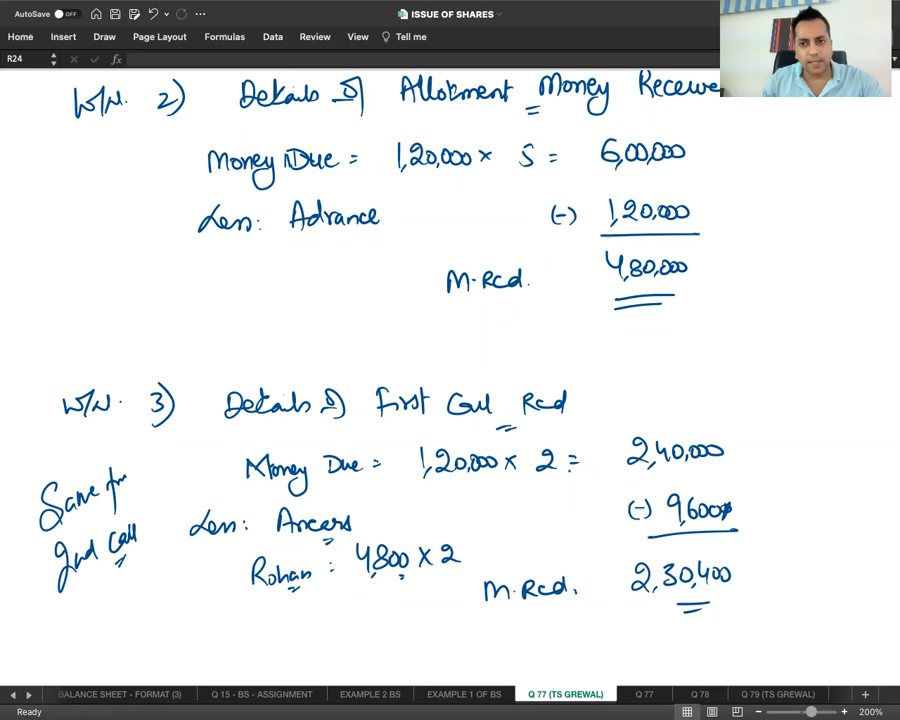 AutoSave OFF ISSUE OF SHARES
Home Insert Draw Page Layout Formulas Data Review View Tell me
R24 fx
W/N. 2) Details of Allotment Money Receive
Money Due = 1,20,000 × 5 = 6,00,000
Less: Advance (-) 1,20,000
M.Rcd. 4,80,000
W/N. 3) Details of First Call Rcd
Money Due = 1,20,000 × 2 = 2,40,000
Same for
2nd call
Less: Arrears (-) 9,600
Rohan : 4,800 × 2
M.Rcd. 2,30,400
BALANCE SHEET - FORMAT (3) Q 15 - BS - ASSIGNMENT EXAMPLE 2 BS EXAMPLE 1 OF BS Q 77 (TS GREWAL) Q 77 Q 78 Q 79 (TS GREWAL) +
Ready - + 200%